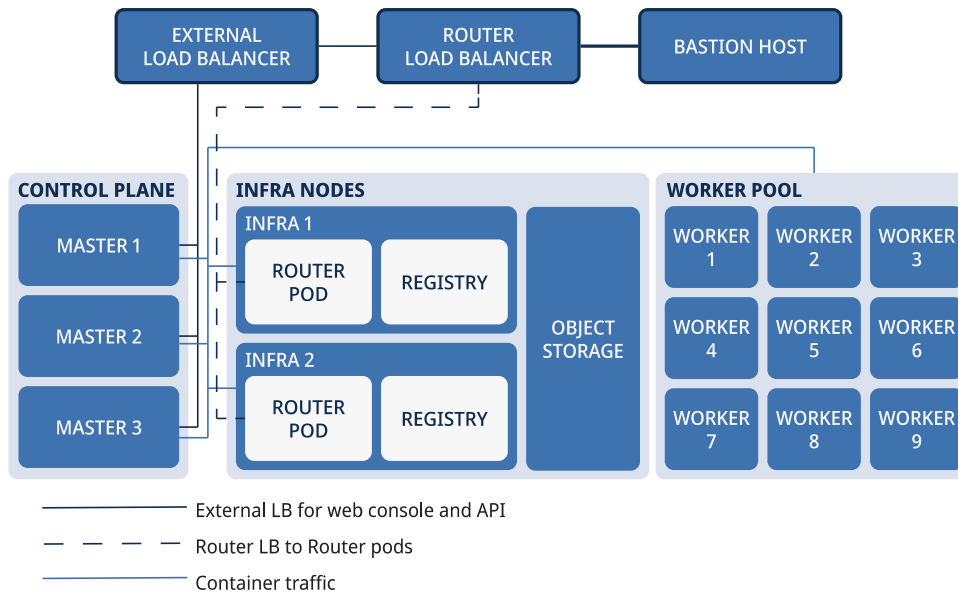 EXTERNAL
LOAD BALANCER
ROUTER
LOAD BALANCER
BASTION HOST
CONTROL PLANE
MASTER 1
MASTER 2
MASTER 3
INFRA NODES
INFRA 1
ROUTER
POD
REGISTRY
INFRA 2
ROUTER
POD
REGISTRY
OBJECT
STORAGE
WORKER POOL
WORKER
1
WORKER
2
WORKER
3
WORKER
4
WORKER
5
WORKER
6
WORKER
7
WORKER
8
WORKER
9
External LB for web console and API
Router LB to Router pods
Container traffic